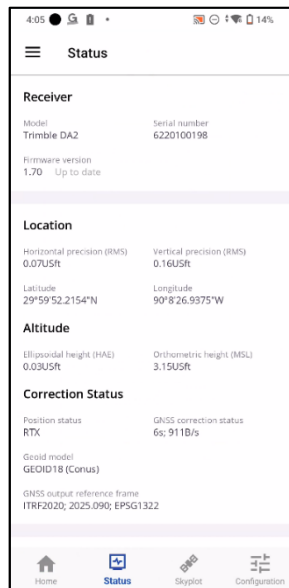 4:05 14%
Status
Receiver
Model Serial number
Trimble DA2 6220100198
Firmware version
1.70 Up to date
Location
Horizontal precision (RMS) Vertical precision (RMS)
0.07USft 0.16USft
Latitude Longitude
29°59'52.2154"N 90°8'26.9375"W
Altitude
Ellipsoidal height (HAE) Orthometric height (MSL)
0.03USft 3.15USft
Correction Status
Position status GNSS correction status
RTX 6s; 911B/s
Geoid model
GEOID18 (Conus)
GNSS output reference frame
ITRF2020; 2025.090; EPSG1322
Home Status Skyplot Configuration